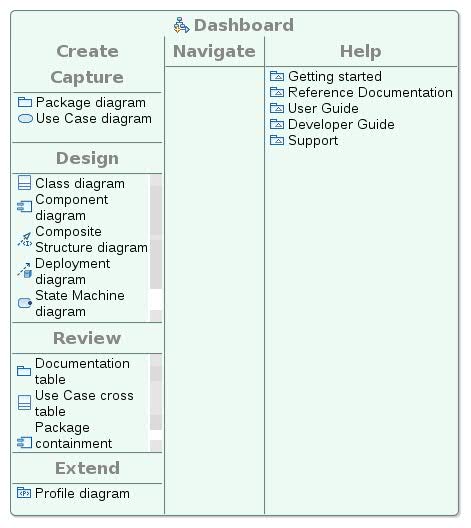 Dashboard
Create
Navigate
Help
Capture
Package diagram
Use Case diagram
Design
Class diagram
Component
diagram
Composite
Structure diagram
Deployment
diagram
State Machine
diagram
Review
Documentation
table
Use Case cross
table
Package
containment
Extend
Profile diagram
Getting started
Reference Documentation
User Guide
Developer Guide
Support